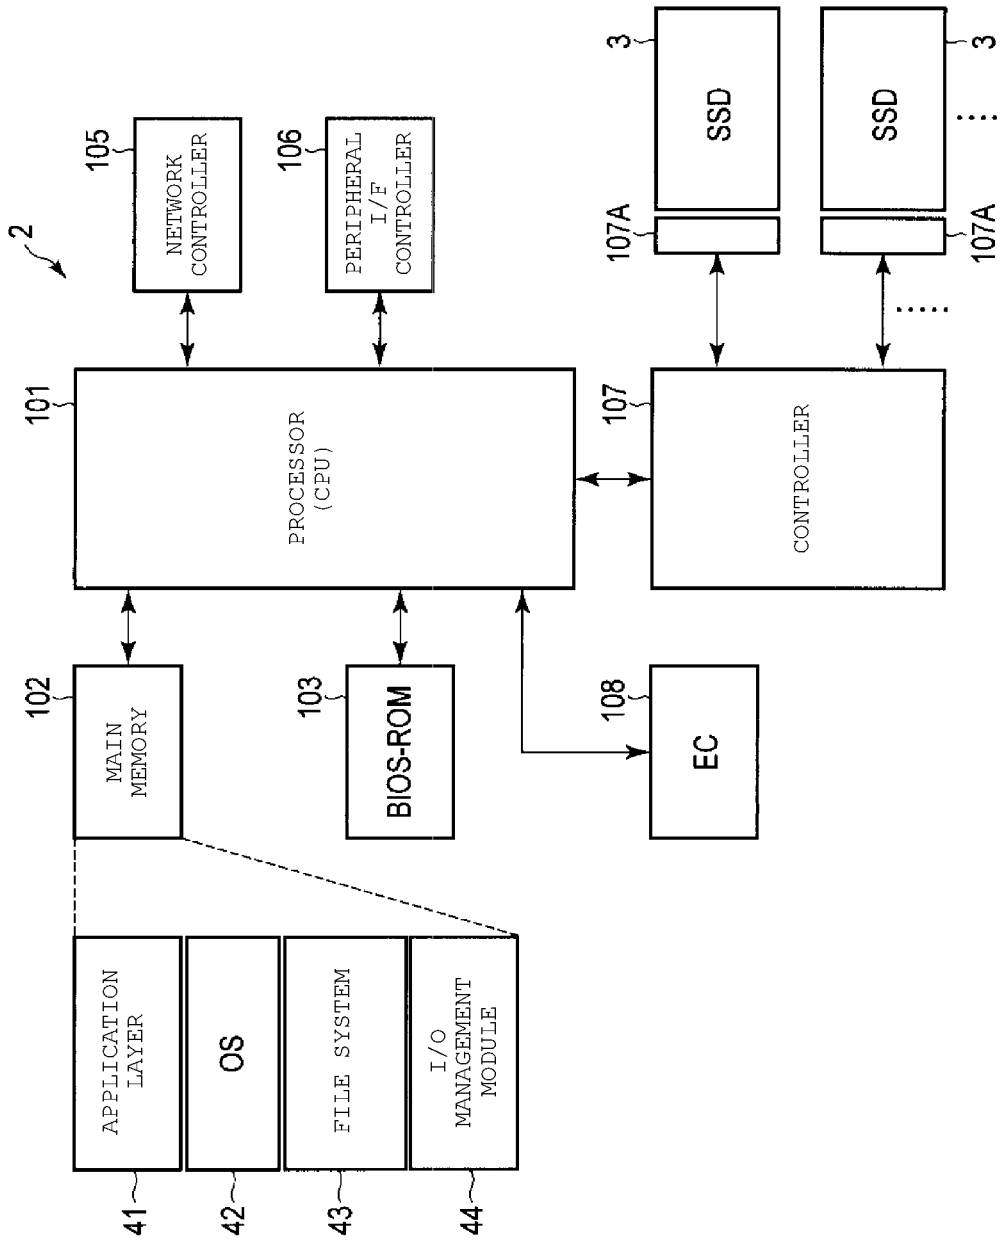 2
41
APPLICATION
LAYER
42
OS
43
FILE SYSTEM
44
I/O
MANAGEMENT
MODULE
102
MAIN
MEMORY
103
BIOS-ROM
108
EC
101
PROCESSOR
(CPU)
107
CONTROLLER
105
NETWORK
CONTROLLER
106
PERIPHERAL
I/F
CONTROLLER
107A
3
SSD
107A
3
SSD